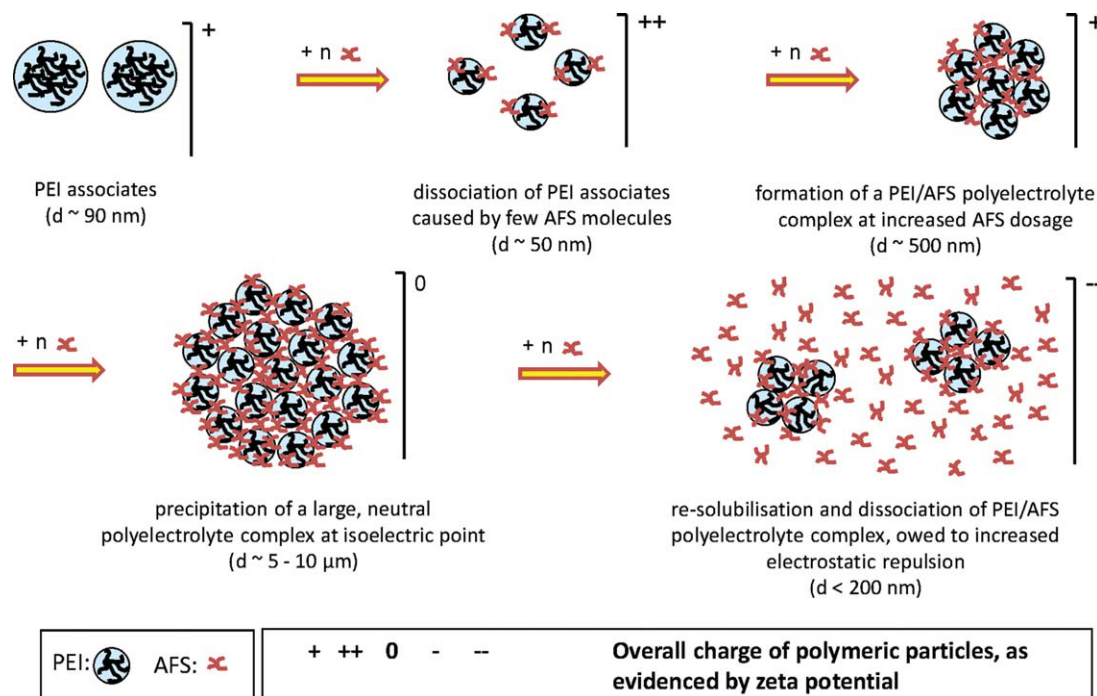 +
+ n
++
+ n
+
PEI associates
(d ~ 90 nm)
dissociation of PEI associates
caused by few AFS molecules
(d ~ 50 nm)
formation of a PEI/AFS polyelectrolyte
complex at increased AFS dosage
(d ~ 500 nm)
+ n
0
+ n
--
precipitation of a large, neutral
polyelectrolyte complex at isoelectric point
(d ~ 5 - 10 µm)
re-solubilisation and dissociation of PEI/AFS
polyelectrolyte complex, owed to increased
electrostatic repulsion
(d < 200 nm)
PEI: AFS:
+ ++ 0 - -- Overall charge of polymeric particles, as
evidenced by zeta potential